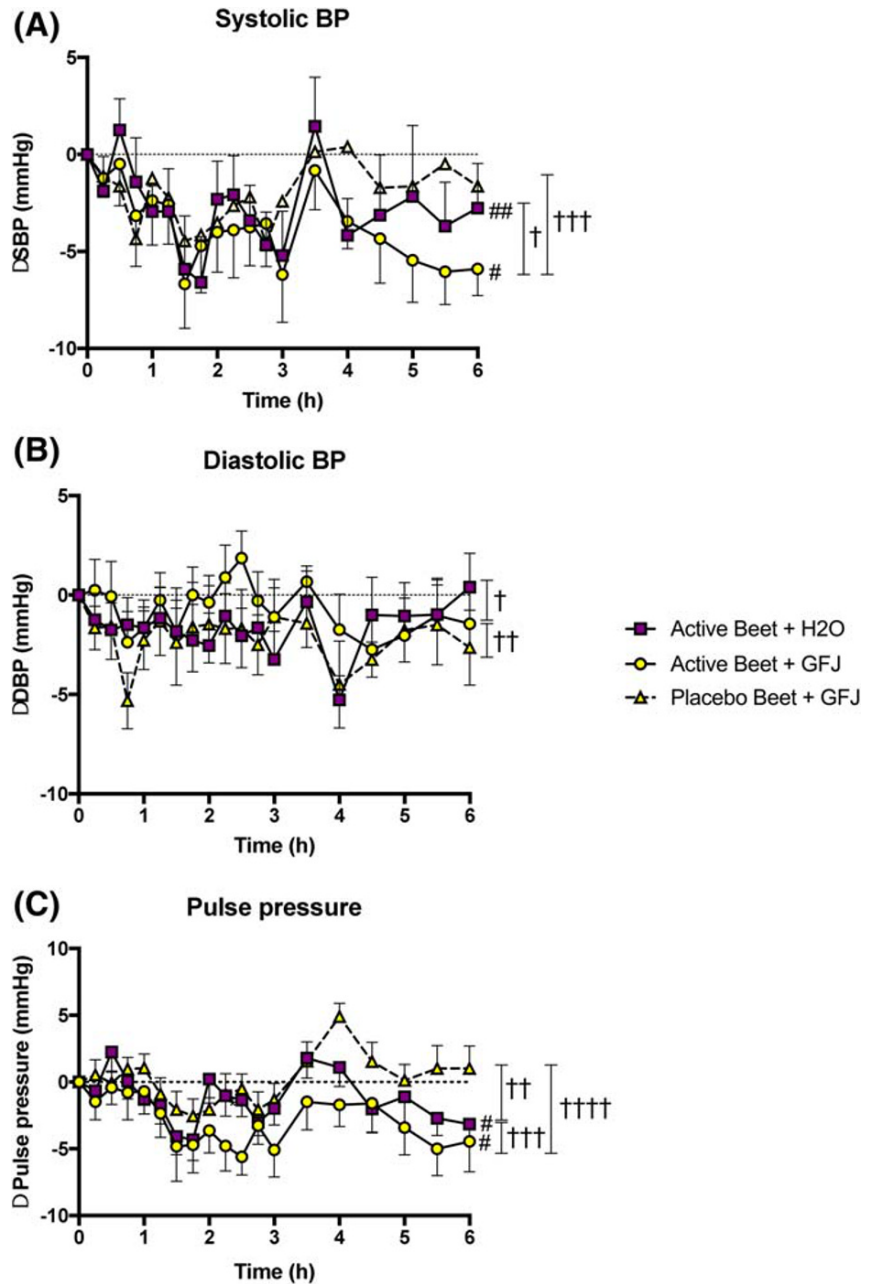 (A)
Systolic BP
DSBP (mmHg)
5
0
-5
-10
0 1 2 3 4 5 6
Time (h)
##
#
†
†††
(B)
Diastolic BP
DDBP (mmHg)
5
0
-5
-10
0 1 2 3 4 5 6
Time (h)
†
††
Active Beet + H2O
Active Beet + GFJ
Placebo Beet + GFJ
(C)
Pulse pressure
D Pulse pressure (mmHg)
10
5
0
-5
-10
0 1 2 3 4 5 6
Time (h)
#
#
††
†††
††††